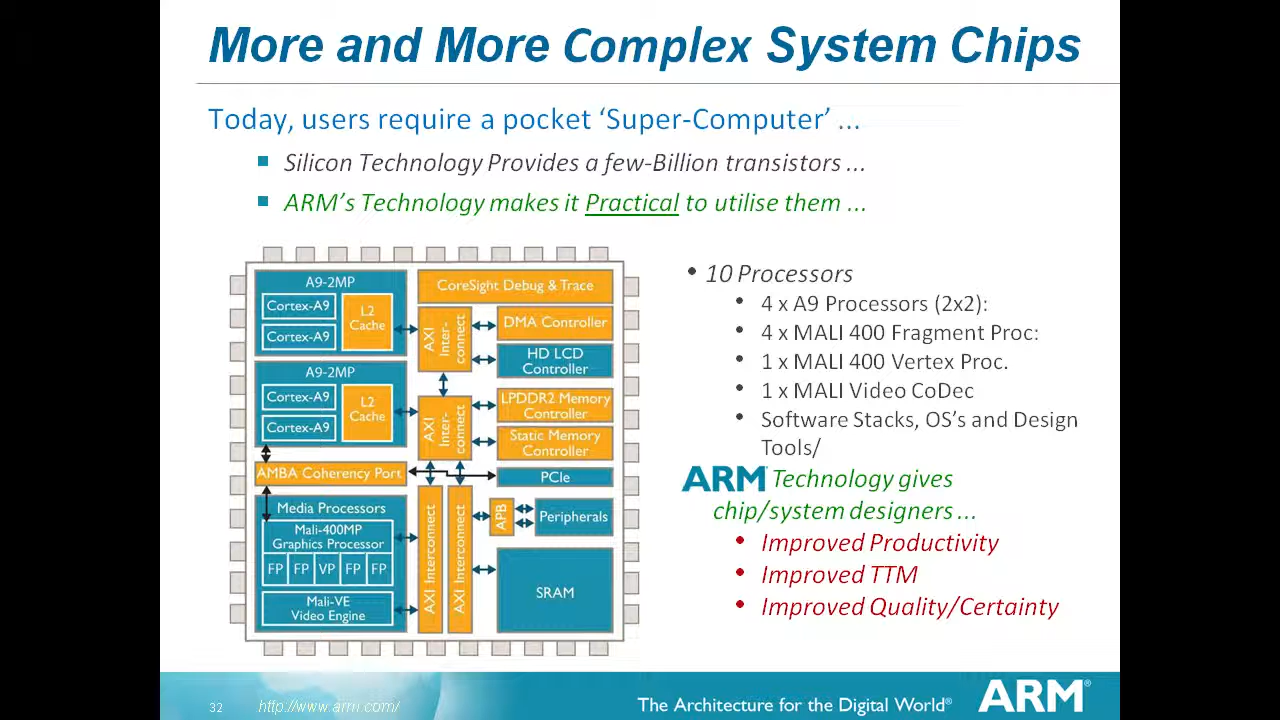 More and More Complex System Chips
Today, users require a pocket ‘Super-Computer’ ...
Silicon Technology Provides a few-Billion transistors ...
ARM’s Technology makes it Practical to utilise them ...
A9-2MP
Cortex-A9
Cortex-A9
L2
Cache
A9-2MP
Cortex-A9
Cortex-A9
L2
Cache
AMBA Coherency Port
Media Processors
Mali-400MP
Graphics Processor
FP FP VP FP FP
Mali-VE
Video Engine
CoreSight Debug & Trace
AXI
Inter-
connect
DMA Controller
HD LCD
Controller
AXI
Inter-
connect
LPDDR2 Memory
Controller
Static Memory
Controller
PCIe
AXI Interconnect
AXI Interconnect
APB
Peripherals
SRAM
• 10 Processors
• 4 x A9 Processors (2x2):
• 4 x MALI 400 Fragment Proc:
• 1 x MALI 400 Vertex Proc.
• 1 x MALI Video CoDec
• Software Stacks, OS’s and Design
Tools/
ARM® Technology gives
chip/system designers ...
• Improved Productivity
• Improved TTM
• Improved Quality/Certainty
32
http://www.arm.com/
The Architecture for the Digital World®
ARM®